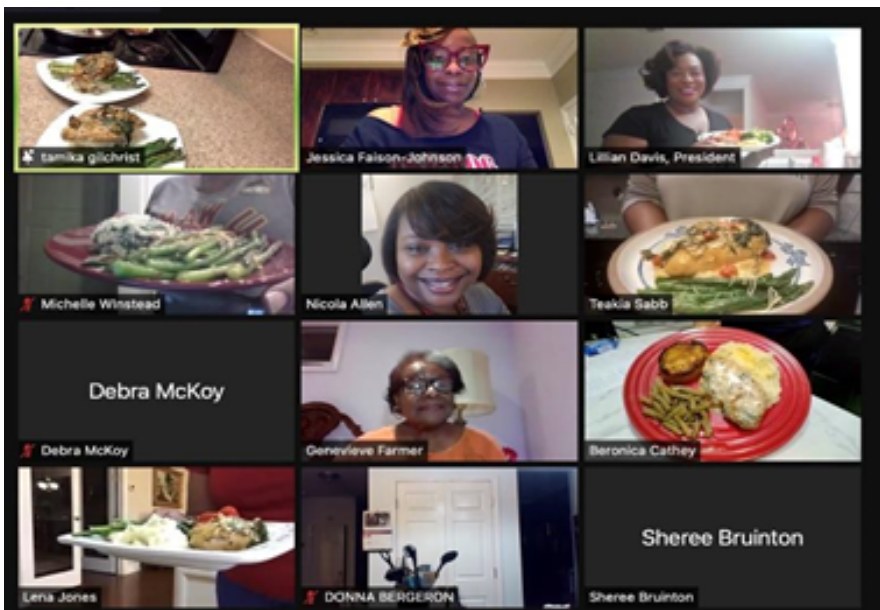 tamika gilchrist
Jessica Faison-Johnson
Lillian Davis, President
Michelle Winstead
Nicola Allen
Teakia Sabb
Debra McKoy
Debra McKoy
Genevieve Farmer
Beronica Cathey
Lena Jones
DONNA BERGERON
Sheree Bruinton
Sheree Bruinton